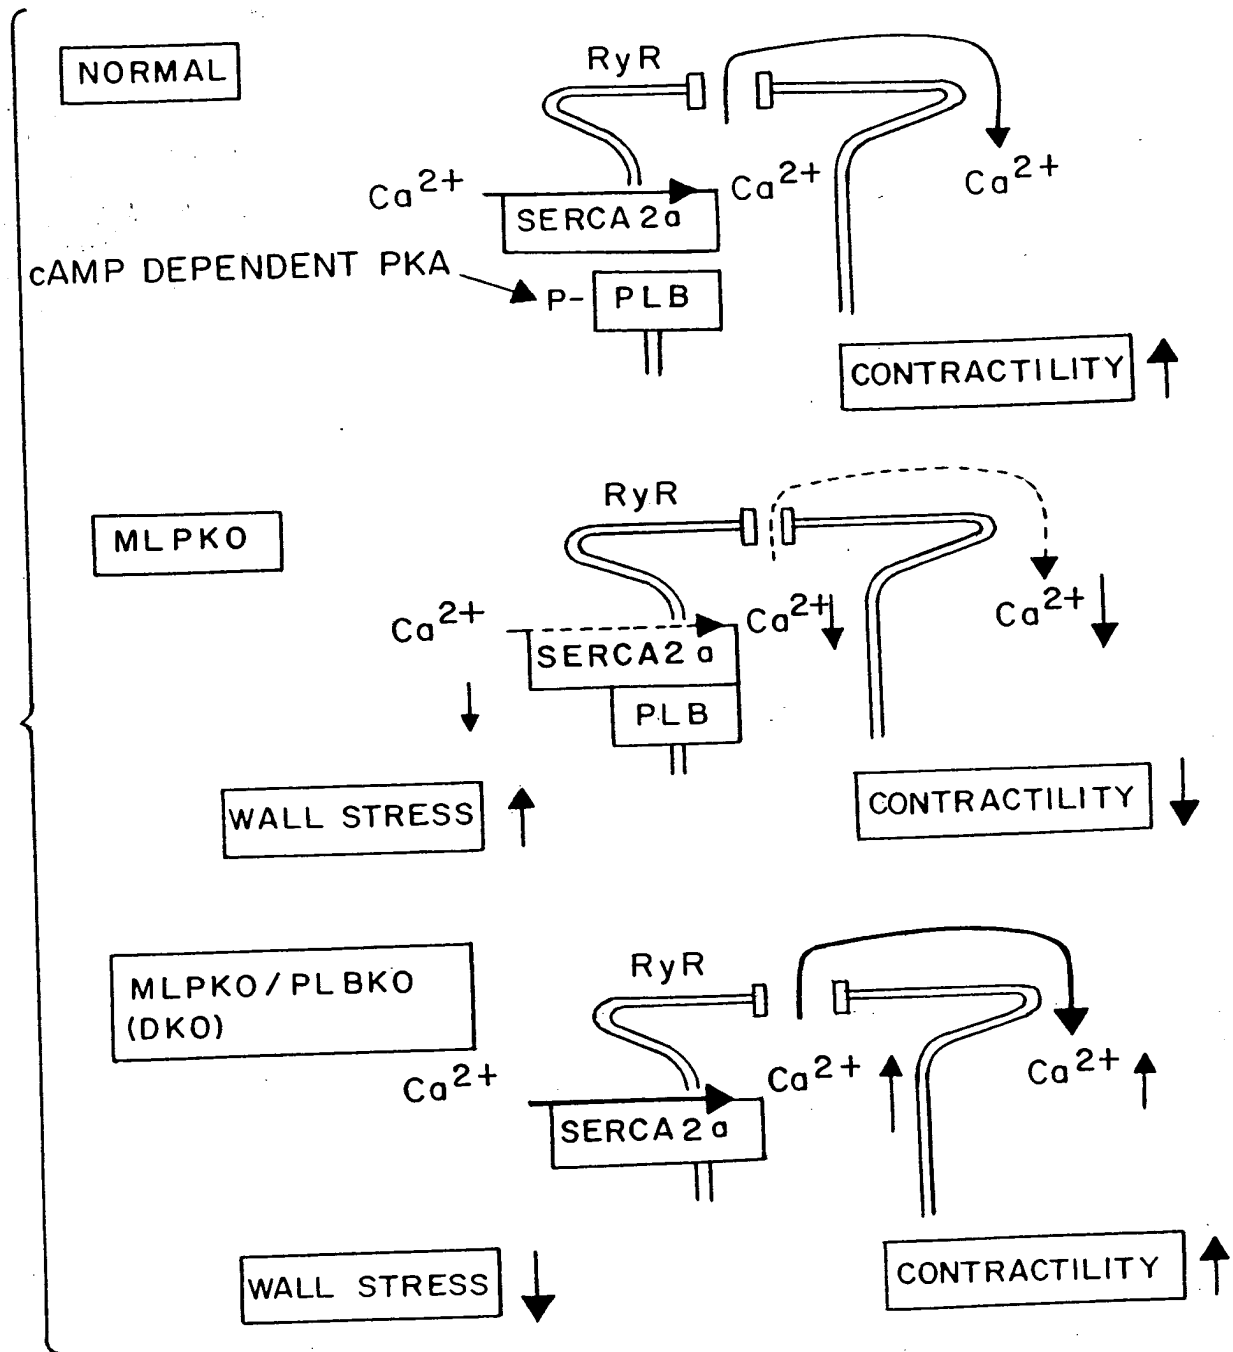 NORMAL
RyR
Ca2+
Ca2+
Ca2+
SERCA2a
cAMP DEPENDENT PKA
P-
PLB
CONTRACTILITY
RyR
MLPKO
Ca2+
Ca2+
Ca2+
SERCA2a
PLB
WALL STRESS
CONTRACTILITY
RyR
MLPKO/PLBKO
(DKO)
Ca2+
Ca2+
Ca2+
SERCA2a
WALL STRESS
CONTRACTILITY